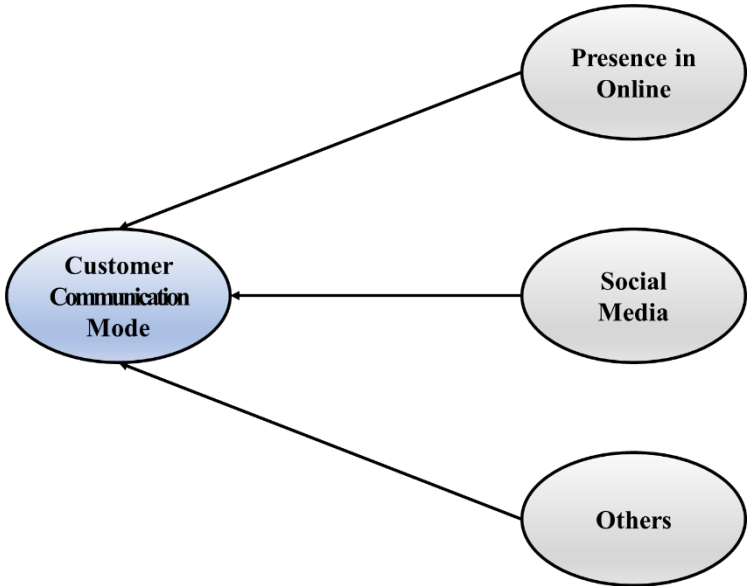 Presence in
Online
Customer
Communication
Mode
Social
Media
Others